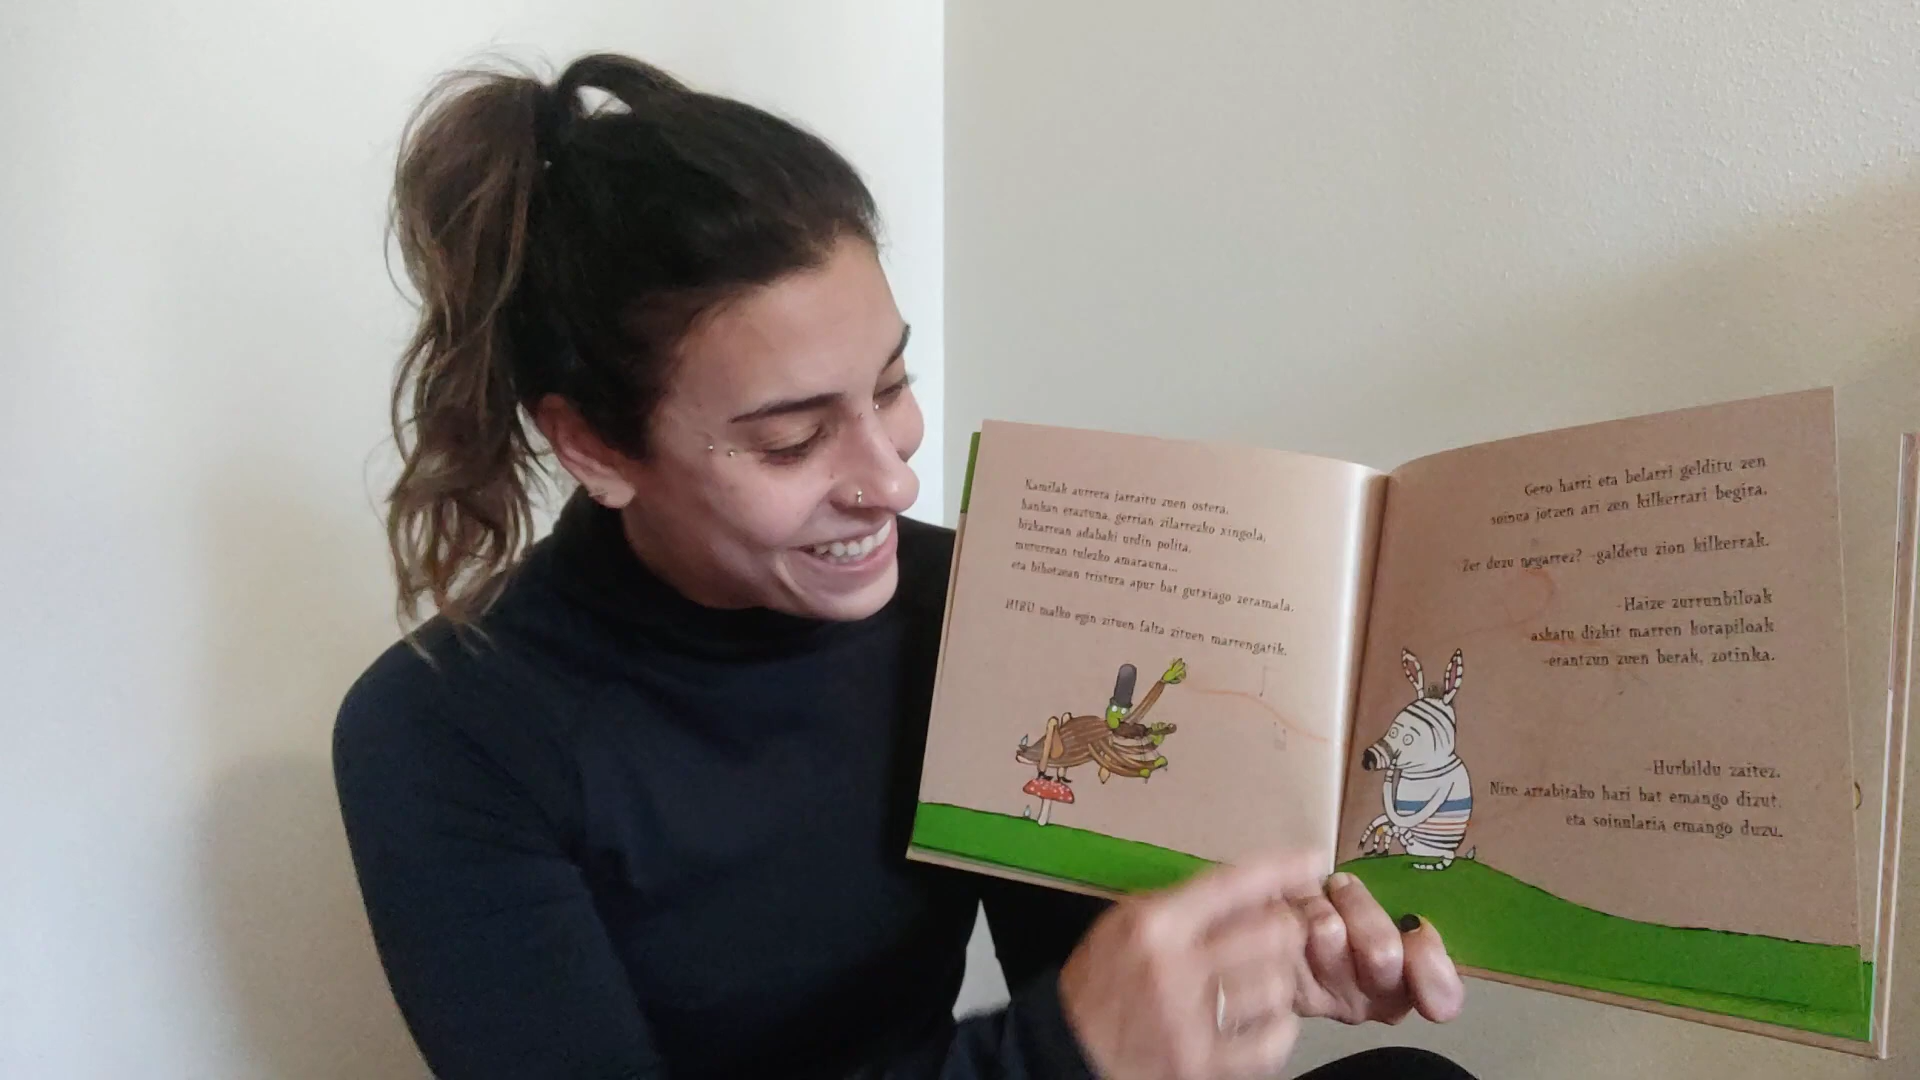 Kamilak aurrera jarraitu zuen ostera,
hankan eraztuna, gerrian zilarrezko xingola,
bizkarrean adabaki urdin polita,
muturrean tulezko amarauna...
eta bihotzean tristura apur bat gutxiago zeramala.
HIRU malko egin zituen falta zituen marrengatik.
Gero harri eta belarri gelditu zen
soinua jotzen ari zen kilkerrari begira.
Zer duzu negarrez? -galdetu zion kilkerrak.
-Haize zurrunbiloak
askatu dizkit marren korapiloak
-erantzun zuen berak, zotinka.
-Hurbildu zaitez.
Nire arrabitako hari bat emango dizut,
eta soinularia emango duzu.